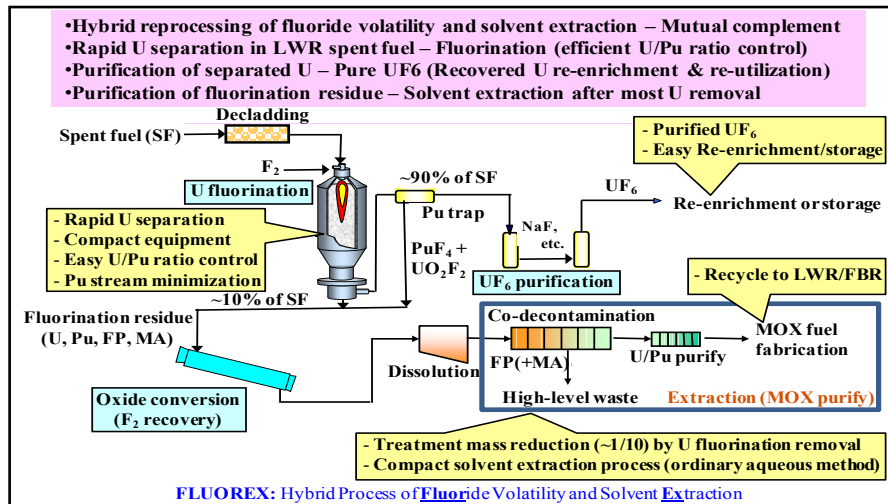 •Hybrid reprocessing of fluoride volatility and solvent extraction – Mutual complement
•Rapid U separation in LWR spent fuel – Fluorination (efficient U/Pu ratio control)
•Purification of separated U – Pure UF6 (Recovered U re-enrichment & re-utilization)
•Purification of fluorination residue – Solvent extraction after most U removal
Decladding
Spent fuel (SF)
F2
U fluorination
- Rapid U separation
- Compact equipment
- Easy U/Pu ratio control
- Pu stream minimization
~90% of SF
Pu trap
PuF4 +
UO2F2
NaF,
etc.
UF6 purification
UF6
- Purified UF6
- Easy Re-enrichment/storage
Re-enrichment or storage
~10% of SF
Fluorination residue
(U, Pu, FP, MA)
Oxide conversion
(F2 recovery)
Dissolution
Co-decontamination
FP(+MA)
High-level waste
U/Pu purify
- Recycle to LWR/FBR
MOX fuel
fabrication
Extraction (MOX purify)
- Treatment mass reduction (~1/10) by U fluorination removal
- Compact solvent extraction process (ordinary aqueous method)
FLUOREX: Hybrid Process of Fluoride Volatility and Solvent Extraction